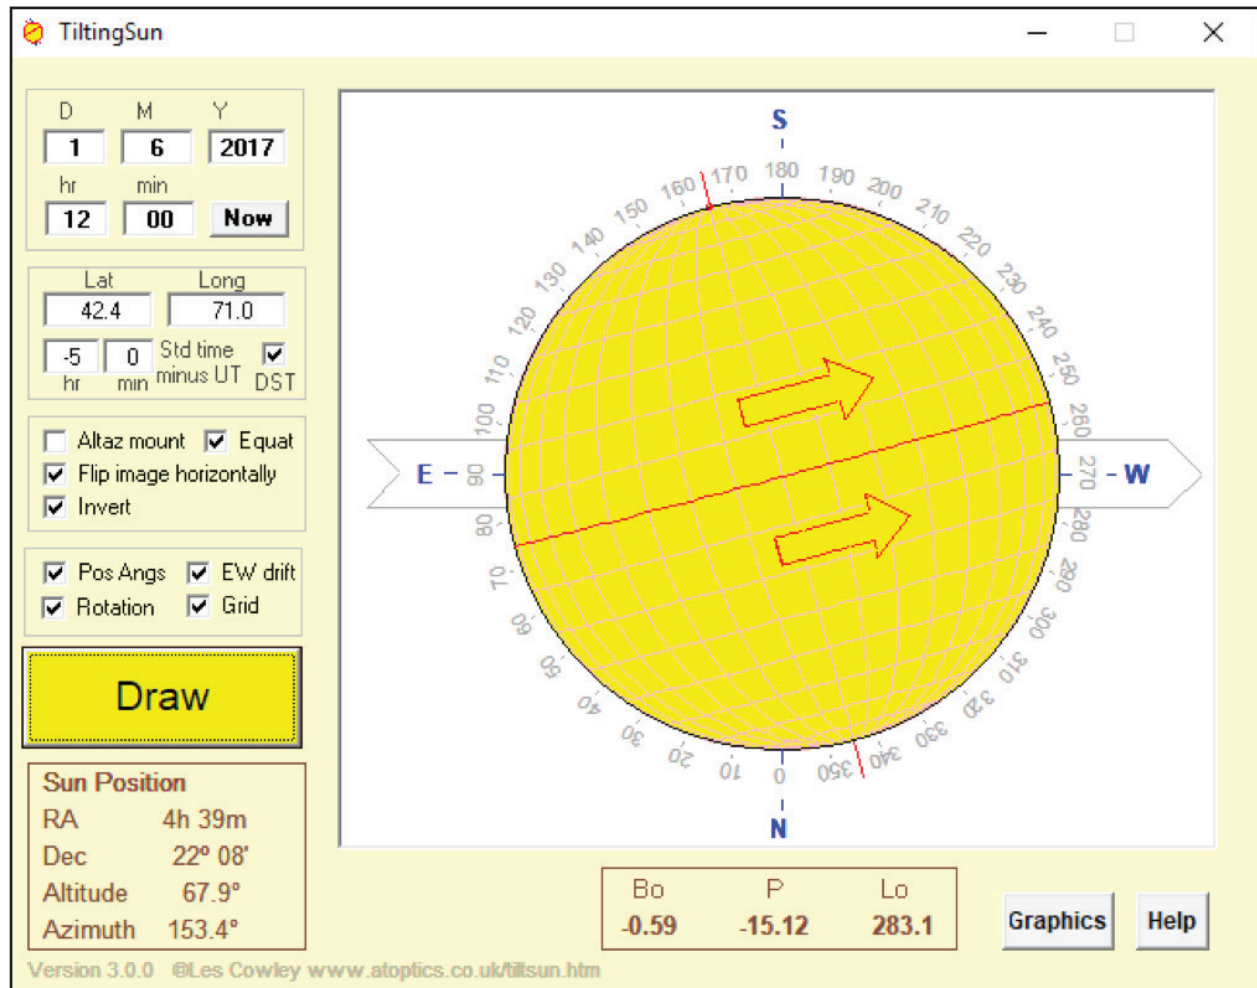 TiltingSun
D M Y
1 6 2017
hr min
12 00 Now
Lat Long
42.4 71.0
-5 0 Std time
hr min minus UT DST
Altaz mount Equat
Flip image horizontally
Invert
Pos Angs EW drift
Rotation Grid
Draw
Sun Position
RA 4h 39m
Dec 22º 08'
Altitude 67.9°
Azimuth 153.4°
S
180
190
200
210
220
230
240
250
260
270
W
280
290
300
310
320
330
340
350
0
N
10
20
30
40
50
60
70
80
90
E
100
110
120
130
140
150
160
170
Bo P Lo
-0.59 -15.12 283.1
Graphics Help
Version 3.0.0 ©Les Cowley www.atoptics.co.uk/tiltsun.htm